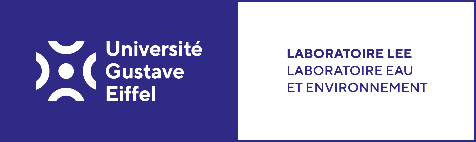 Université
Gustave
Eiffel
LABORATOIRE LEE
LABORATOIRE EAU
ET ENVIRONNEMENT